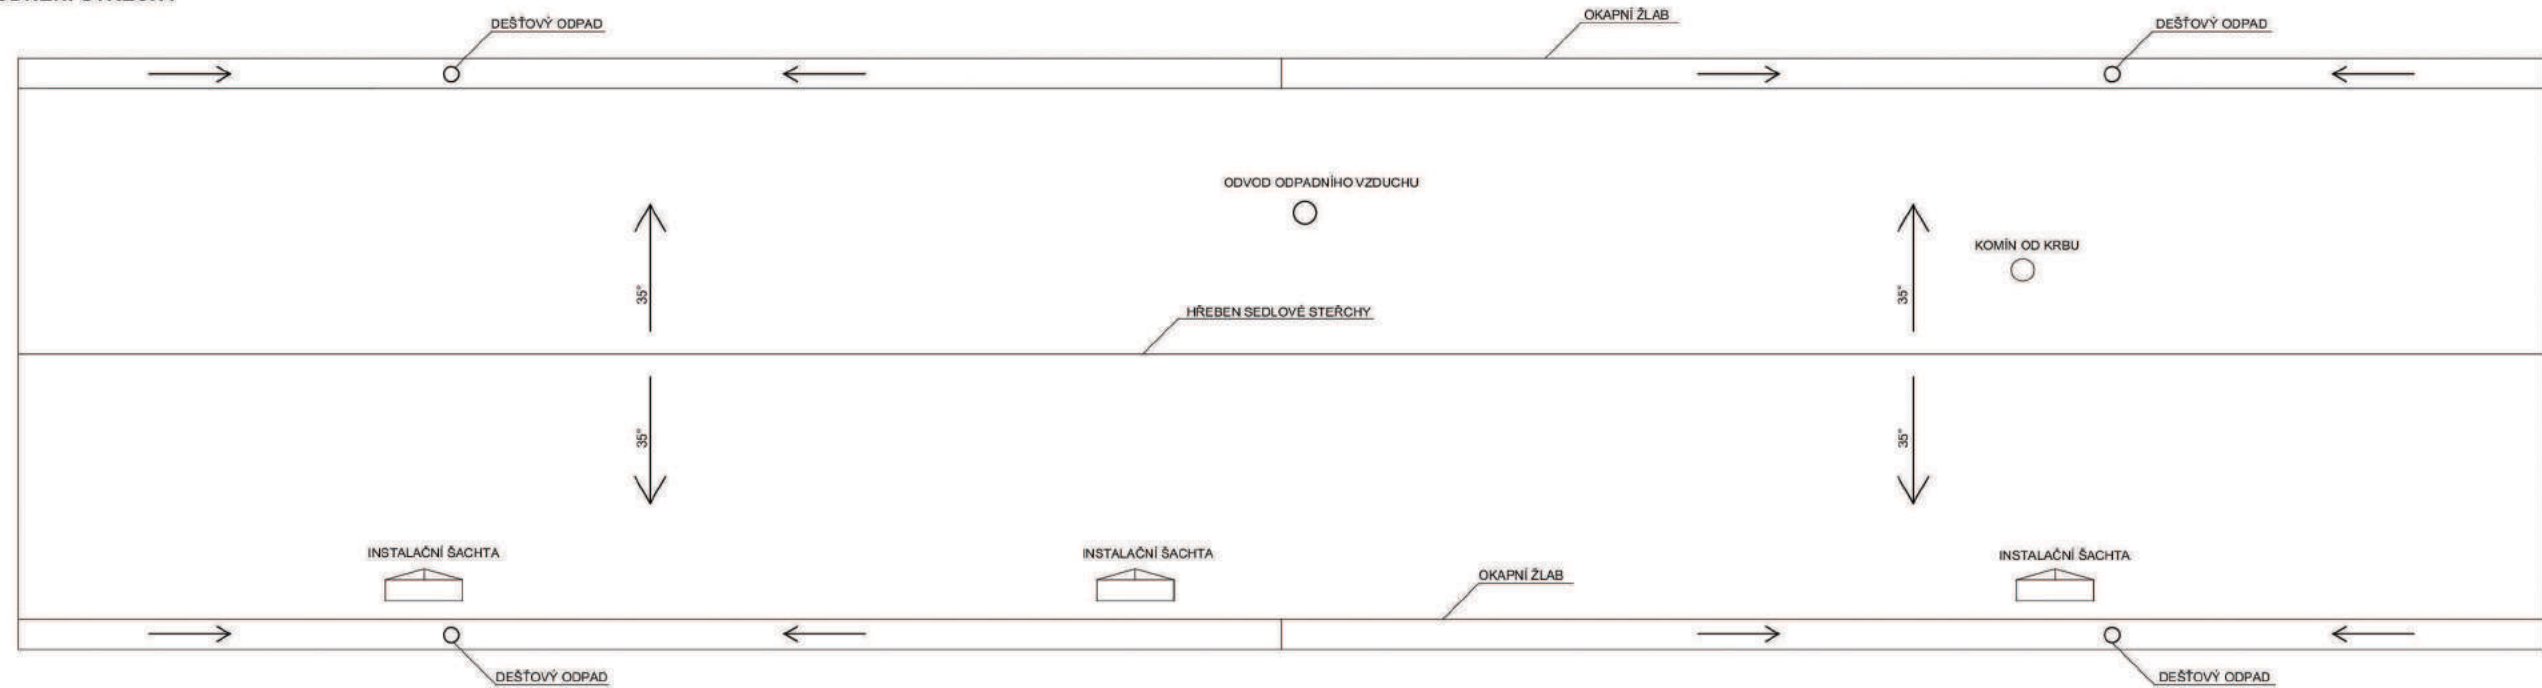 DEŠŤOVÝ ODPAD
OKAPNÍ ŽLAB
DEŠŤOVÝ ODPAD
ODVOD ODPADNÍHO VZDUCHU
KOMÍN OD KRBU
35°
35°
HŘEBEN SEDLOVÉ STEŘCHY
35°
35°
INSTALAČNÍ ŠACHTA
INSTALAČNÍ ŠACHTA
INSTALAČNÍ ŠACHTA
OKAPNÍ ŽLAB
DEŠŤOVÝ ODPAD
DEŠŤOVÝ ODPAD